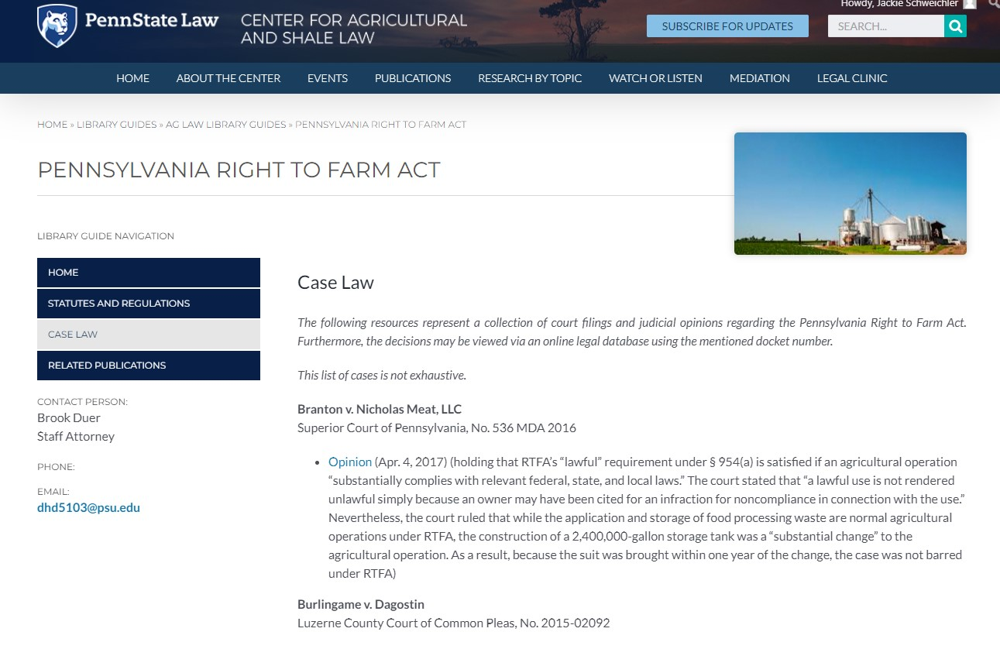 Howdy, Jackie Schweichler
PennState Law
CENTER FOR AGRICULTURAL
AND SHALE LAW
SUBSCRIBE FOR UPDATES
SEARCH...
HOME ABOUT THE CENTER EVENTS PUBLICATIONS RESEARCH BY TOPIC WATCH OR LISTEN MEDIATION LEGAL CLINIC
HOME » LIBRARY GUIDES » AG LAW LIBRARY GUIDES » PENNSYLVANIA RIGHT TO FARM ACT
PENNSYLVANIA RIGHT TO FARM ACT
LIBRARY GUIDE NAVIGATION
HOME
STATUTES AND REGULATIONS
CASE LAW
RELATED PUBLICATIONS
CONTACT PERSON:
Brook Duer
Staff Attorney
PHONE:
EMAIL:
dhd5103@psu.edu
Case Law
The following resources represent a collection of court filings and judicial opinions regarding the Pennsylvania Right to Farm Act.
Furthermore, the decisions may be viewed via an online legal database using the mentioned docket number.
This list of cases is not exhaustive.
Branton v. Nicholas Meat, LLC
Superior Court of Pennsylvania, No. 536 MDA 2016
• Opinion (Apr. 4, 2017) (holding that RTFA’s “lawful” requirement under § 954(a) is satisfied if an agricultural operation
“substantially complies with relevant federal, state, and local laws.” The court stated that “a lawful use is not rendered
unlawful simply because an owner may have been cited for an infraction for noncompliance in connection with the use.”
Nevertheless, the court ruled that while the application and storage of food processing waste are normal agricultural
operations under RTFA, the construction of a 2,400,000-gallon storage tank was a “substantial change” to the
agricultural operation. As a result, because the suit was brought within one year of the change, the case was not barred
under RTFA)
Burlingame v. Dagostin
Luzerne County Court of Common Pleas, No. 2015-02092